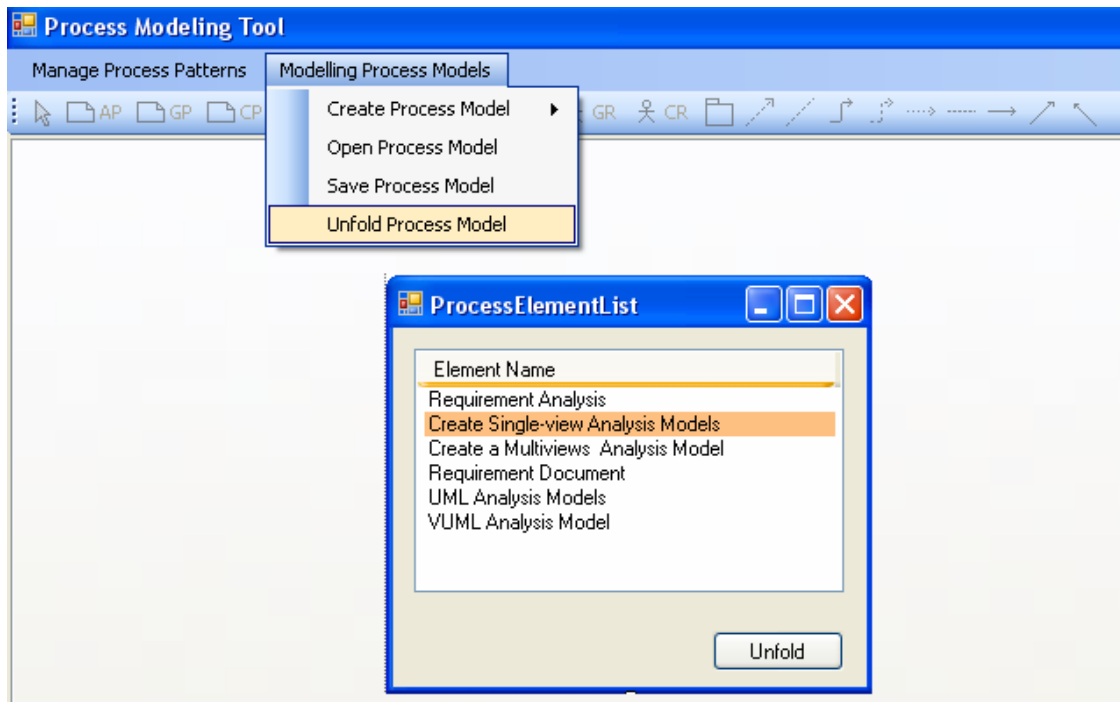 Process Modeling Tool
Manage Process Patterns Modelling Process Models
AP GP CP GR CR
Create Process Model
Open Process Model
Save Process Model
Unfold Process Model
ProcessElementList
Element Name
Requirement Analysis
Create Single-view Analysis Models
Create a Multiviews Analysis Model
Requirement Document
UML Analysis Models
VUML Analysis Model
Unfold